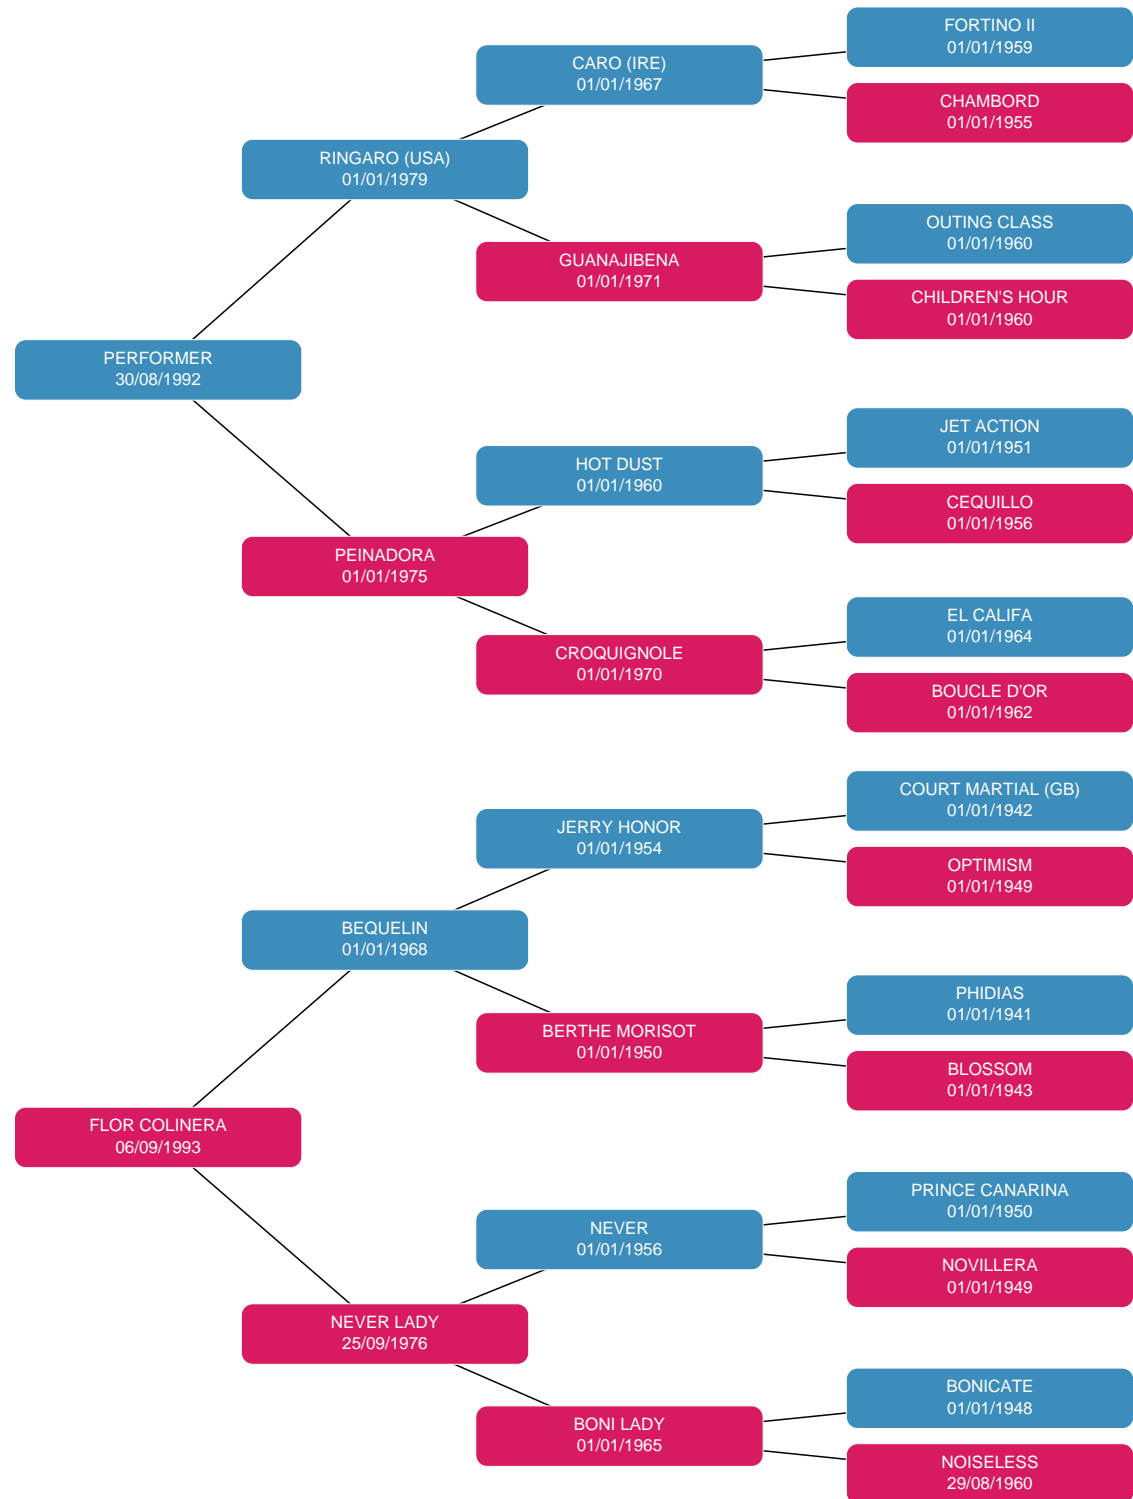 FORTINO II
01/01/1959
CARO (IRE)
01/01/1967
CHAMBORD
01/01/1955
RINGARO (USA)
01/01/1979
OUTING CLASS
01/01/1960
GUANAJIBENA
01/01/1971
CHILDREN'S HOUR
01/01/1960
PERFORMER
30/08/1992
JET ACTION
01/01/1951
HOT DUST
01/01/1960
CEQUILLO
01/01/1956
PEINADORA
01/01/1975
EL CALIFA
01/01/1964
CROQUIGNOLE
01/01/1970
BOUCLE D'OR
01/01/1962
COURT MARTIAL (GB)
01/01/1942
JERRY HONOR
01/01/1954
OPTIMISM
01/01/1949
BEQUELIN
01/01/1968
PHIDIAS
01/01/1941
BERTHE MORISOT
01/01/1950
BLOSSOM
01/01/1943
FLOR COLINERA
06/09/1993
PRINCE CANARINA
01/01/1950
NEVER
01/01/1956
NOVILLERA
01/01/1949
NEVER LADY
25/09/1976
BONICATE
01/01/1948
BONI LADY
01/01/1965
NOISELESS
29/08/1960